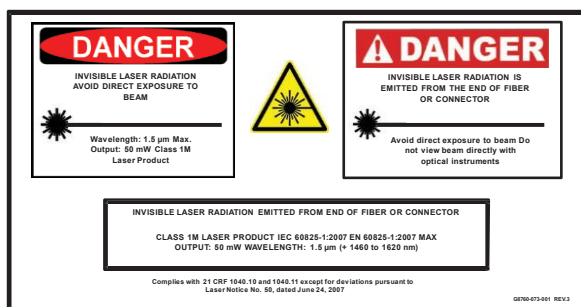 DANGER
INVISIBLE LASER RADIATION
AVOID DIRECT EXPOSURE TO
BEAM
Wavelength: 1.5 µm Max.
Output: 50 mW Class 1M
Laser Product
DANGER
INVISIBLE LASER RADIATION IS
EMITTED FROM THE END OF FIBER
OR CONNECTOR
Avoid direct exposure to beam Do
not view beam directly with
optical instruments
INVISIBLE LASER RADIATION EMITTED FROM END OF FIBER OR CONNECTOR
CLASS 1M LASER PRODUCT IEC 60825-1:2007 EN 60825-1:2007 MAX
OUTPUT: 50 mW WAVELENGTH: 1.5 µm (+ 1460 to 1620 nm)
Complies with 21 CRF 1040.10 and 1040.11 except for deviations pursuant to
Laser Notice No. 50, dated June 24, 2007
G8760-073-001 REV.3